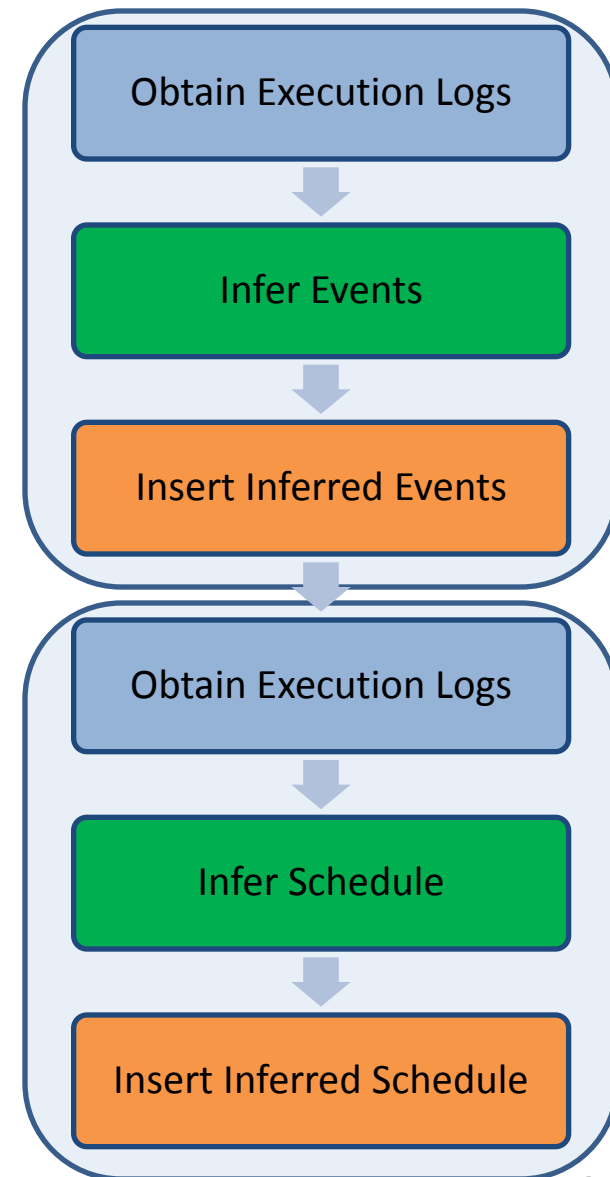 Obtain Execution Logs
Infer Events
Insert Inferred Events
Obtain Execution Logs
Infer Schedule
Insert Inferred Schedule